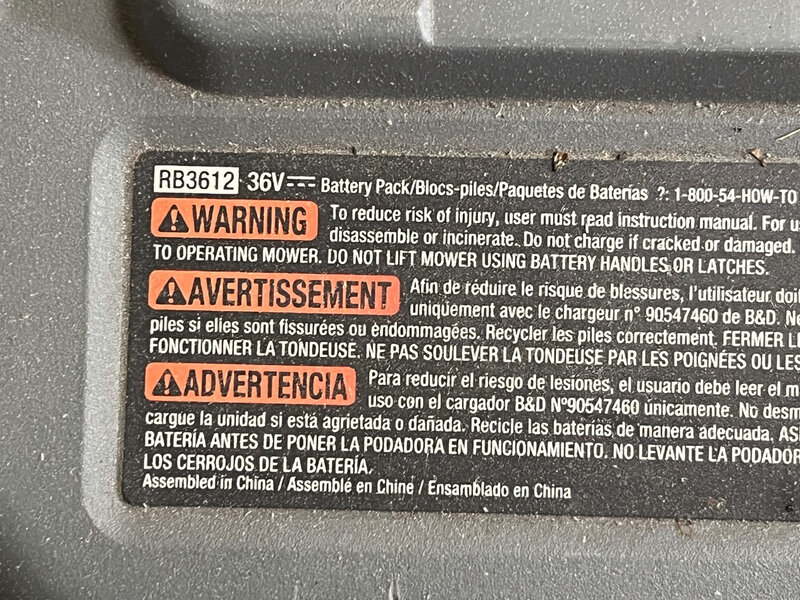 RB3612 36V Battery Pack/Blocs-piles/Paquetes de Baterías ?: 1-800-54-HOW-TO
WARNING To reduce risk of injury, user must read instruction manual. For
disassemble or incinerate. Do not charge if cracked or damaged.
TO OPERATING MOWER. DO NOT LIFT MOWER USING BATTERY HANDLES OR LATCHES.
AVERTISSEMENT Afin de réduire le risque de blessures, l'utilisateur doi
uniquement avec le chargeur n° 90547460 de B&D. Ne
piles si elles sont fissurées ou endommagées. Recycler les piles correctement. FERMER
FONCTIONNER LA TONDEUSE. NE PAS SOULEVER LA TONDEUSE PAR LES POIGNÉES OU LES
ADVERTENCIA Para reducir el riesgo de lesiones, el usuario debe leer el
uso con el cargador B&D N°90547460 únicamente. No desm
cargue la unidad si está agrietada o dañada. Recicle las baterías de manera adecuada.
BATERÍA ANTES DE PONER LA PODADORA EN FUNCIONAMIENTO. NO LEVANTE LA PODADOR
LOS CERROJOS DE LA BATERÍA.
Assembled in China / Assemblé en Chine / Ensamblado en China